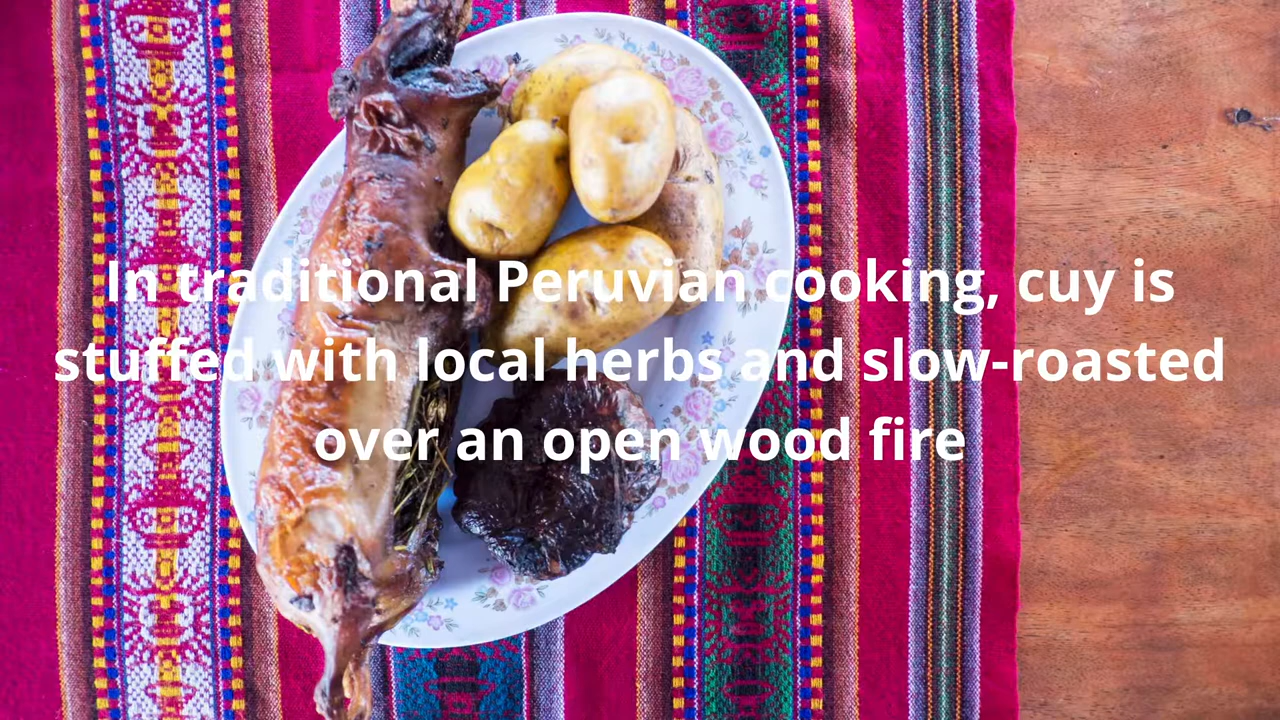 In traditional Peruvian cooking, cuy is
stuffed with local herbs and slow-roasted
over an open wood fire